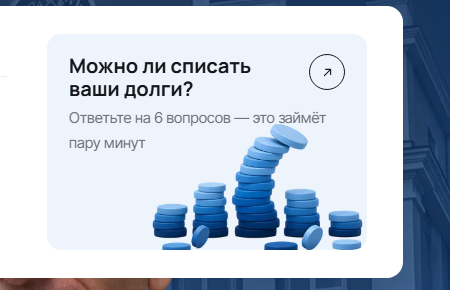 Можно ли списать
ваши долги?
Ответьте на 6 вопросов — это займёт
пару минут